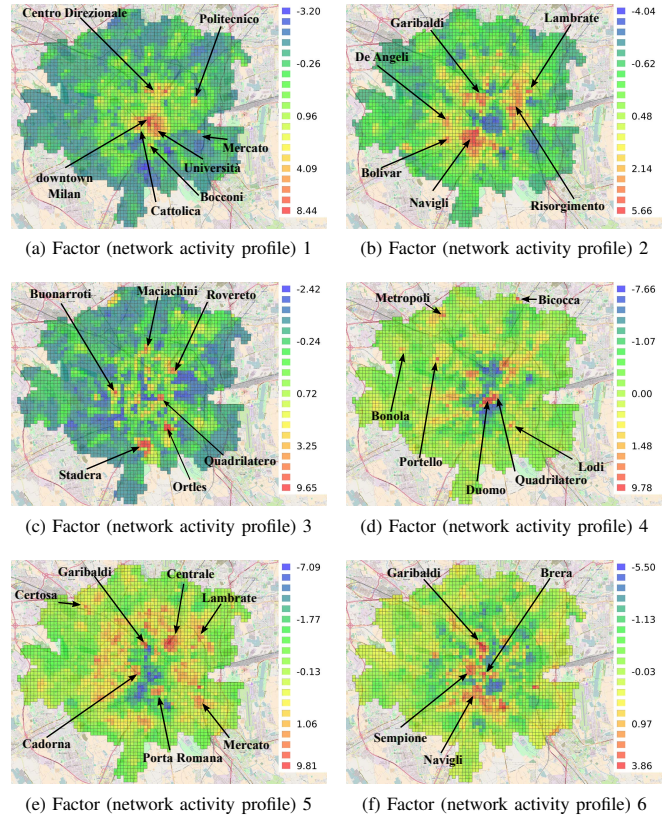 Centro Direzionale
Politecnico
Mercato
Università
Bocconi
Cattolica
downtown
Milan
-3.20
-0.26
0.96
4.09
8.44
(a) Factor (network activity profile) 1
Garibaldi
Lambrate
De Angeli
Bolivar
Navigli
Risorgimento
-4.04
-0.62
0.48
2.14
5.66
(b) Factor (network activity profile) 2
Buonarroti
Maciachini
Rovereto
Stadera
Ortles
Quadrilatero
-2.42
-0.24
0.72
3.25
9.65
(c) Factor (network activity profile) 3
Metropoli
Bicocca
Bonola
Portello
Duomo
Quadrilatero
Lodi
-7.66
-1.07
0.00
1.48
9.78
(d) Factor (network activity profile) 4
Garibaldi
Centrale
Certosa
Lambrate
Cadorna
Porta Romana
Mercato
-7.09
-1.77
-0.13
1.06
9.81
(e) Factor (network activity profile) 5
Garibaldi
Brera
Sempione
Navigli
-5.50
-1.13
-0.03
0.97
3.86
(f) Factor (network activity profile) 6